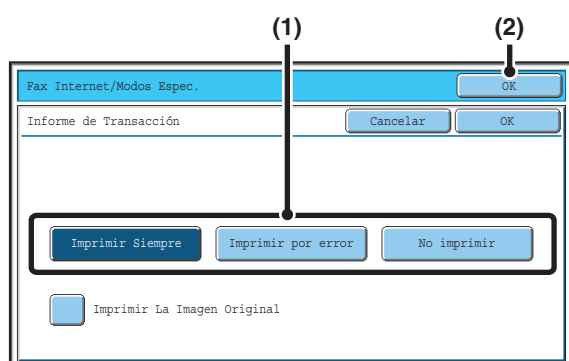 (1) (2)
Fax Internet/Modos Espec. OK
Informe de Transacción Cancelar OK
Imprimir Siempre Imprimir por error No imprimir
Imprimir La Imagen Original